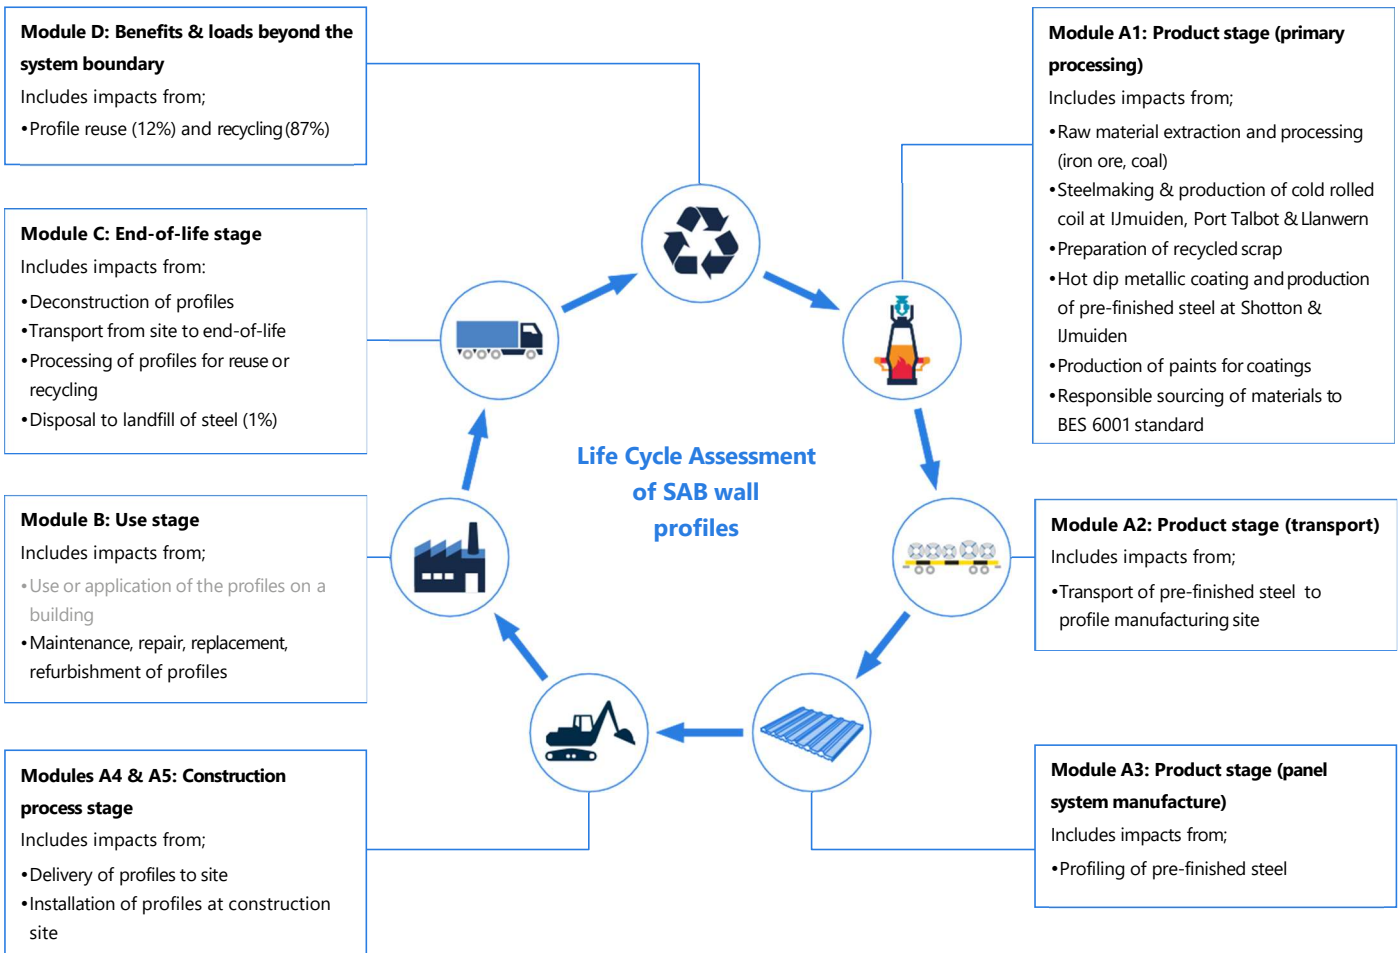 Module D: Benefits & loads beyond the
system boundary
Includes impacts from;
•Profile reuse (12%) and recycling (87%)
Module C: End-of-life stage
Includes impacts from:
•Deconstruction of profiles
•Transport from site to end-of-life
•Processing of profiles for reuse or
recycling
•Disposal to landfill of steel (1%)
Module B: Use stage
Includes impacts from;
•Use or application of the profiles on a
building
•Maintenance, repair, replacement,
refurbishment of profiles
Modules A4 & A5: Construction
process stage
Includes impacts from;
•Delivery of profiles to site
•Installation of profiles at construction
site
Life Cycle Assessment
of SAB wall
profiles
Module A1: Product stage (primary
processing)
Includes impacts from;
•Raw material extraction and processing
(iron ore, coal)
•Steelmaking & production of cold rolled
coil at IJmuiden, Port Talbot & Llanwern
•Preparation of recycled scrap
•Hot dip metallic coating and production
of pre-finished steel at Shotton &
IJmuiden
•Production of paints for coatings
•Responsible sourcing of materials to
BES 6001 standard
Module A2: Product stage (transport)
Includes impacts from;
•Transport of pre-finished steel to
profile manufacturing site
Module A3: Product stage (panel
system manufacture)
Includes impacts from;
•Profiling of pre-finished steel